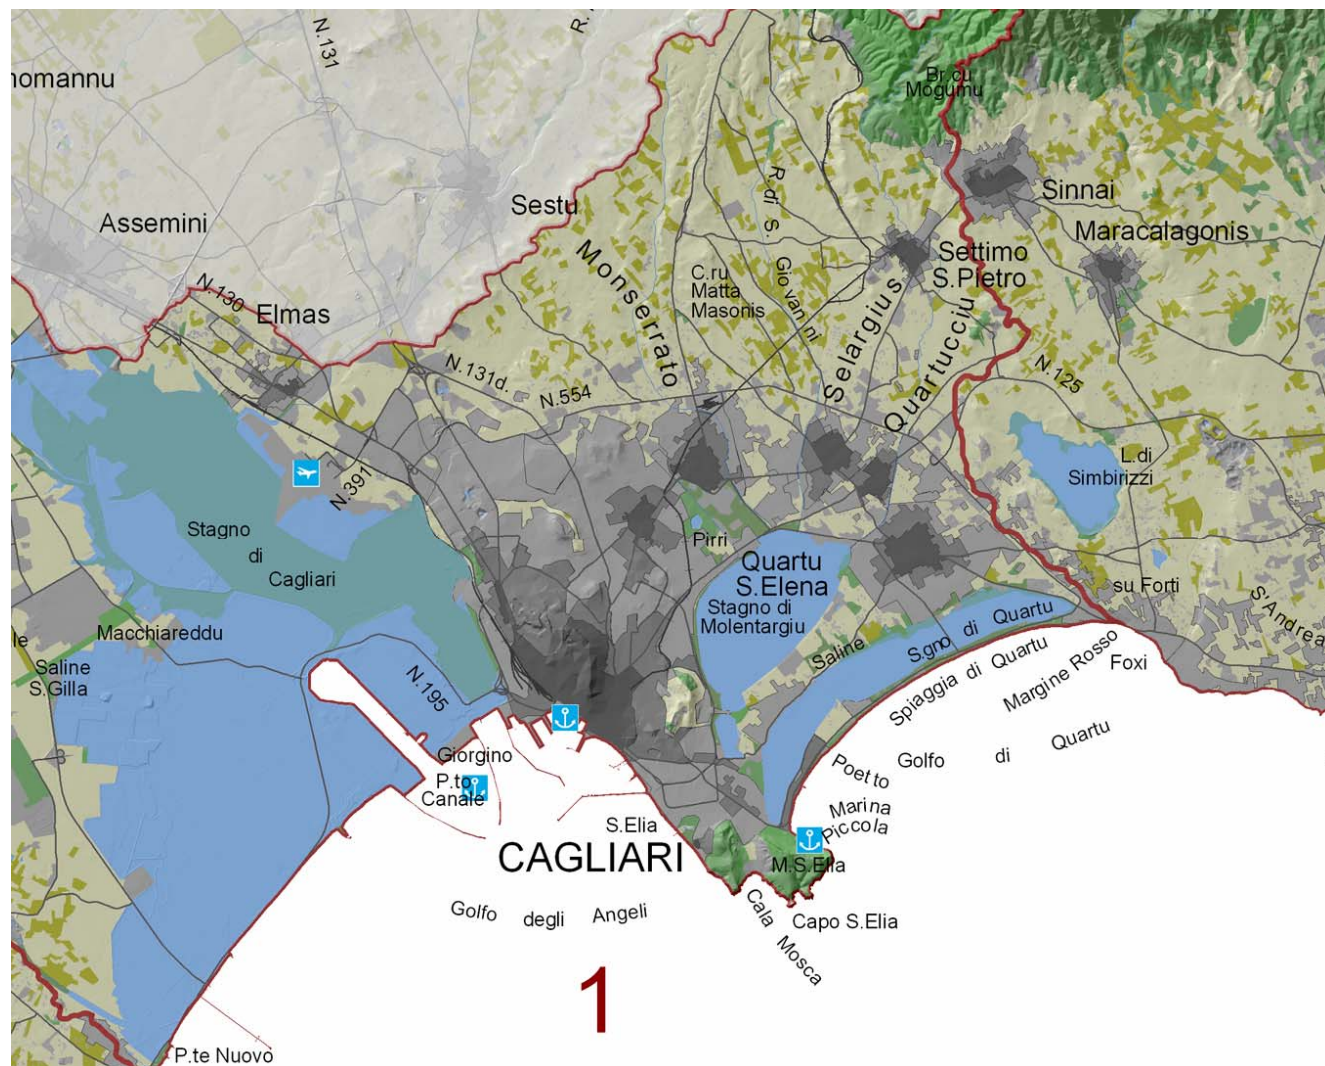 N.131
R.
nomannu
Br.cu
Mogumu
Assemini
Sestu
Sinnai
Maracalagonis
Settimo
S.Pietro
R.di S. Giovanni
Monserrato
C.ru
Matta
Masonis
Selargius
Quartucciu
N.130
Elmas
N.131d.
N.554
N.125
N.391
L.di
Simbirizzi
Stagno
di
Cagliari
Pirri
Quartu
S.Elena
Stagno di
Molentargiu
su Forti
S'Andrea
le
Macchiareddu
Saline
S.Gilla
N.195
Saline
S.gno di Quartu
Spiaggia di Quartu
Margine Rosso
Foxi
Golfo di Quartu
Giorgino
P.to
Canale
Poetto
Marina
Piccola
S.Elia
CAGLIARI
M.S.Elia
Golfo degli Angeli
Cala Mosca
Capo S.Elia
1
P.te Nuovo